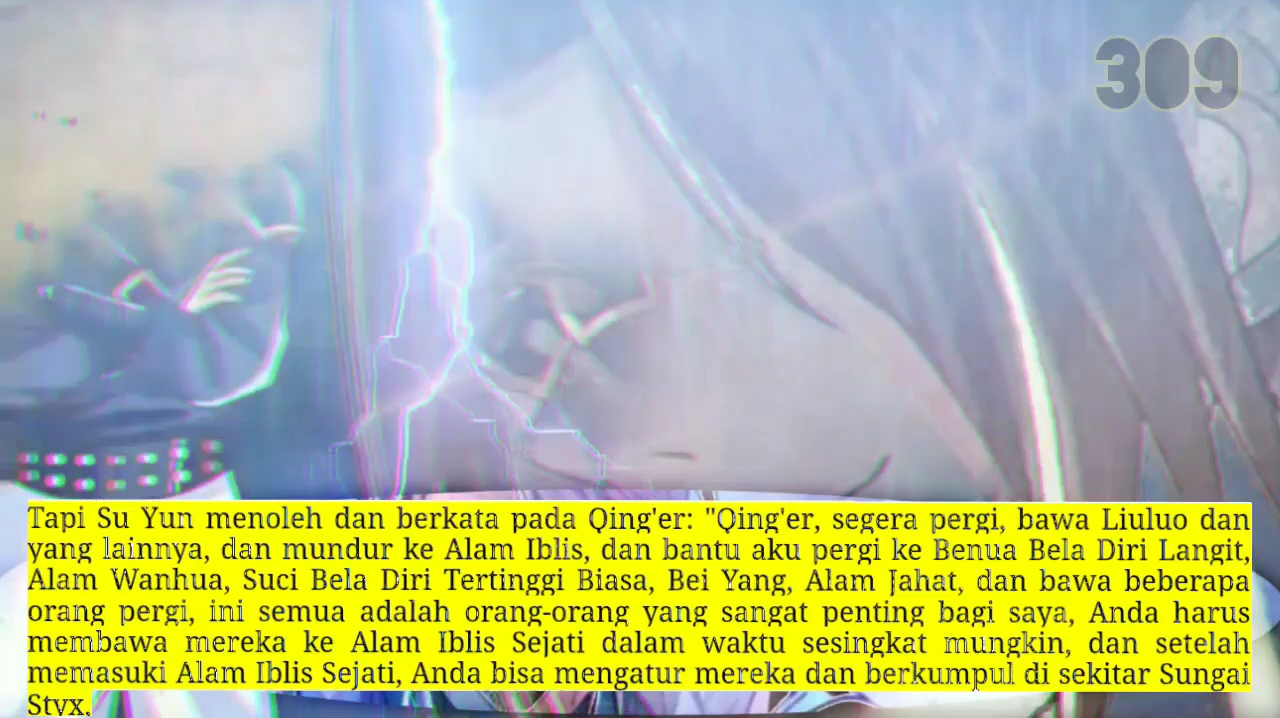 309
Tapi Su Yun menoleh dan berkata pada Qing'er: "Qing'er, segera pergi, bawa Liuluo dan
yang lainnya, dan mundur ke Alam Iblis, dan bantu aku pergi ke Benua Bela Diri Langit,
Alam Wanhua, Suci Bela Diri Tertinggi Biasa, Bei Yang, Alam Jahat, dan bawa beberapa
orang pergi, ini semua adalah orang-orang yang sangat penting bagi saya, Anda harus
membawa mereka ke Alam Iblis Sejati dalam waktu sesingkat mungkin, dan setelah
memasuki Alam Iblis Sejati, Anda bisa mengatur mereka dan berkumpul di sekitar Sungai
Styx.